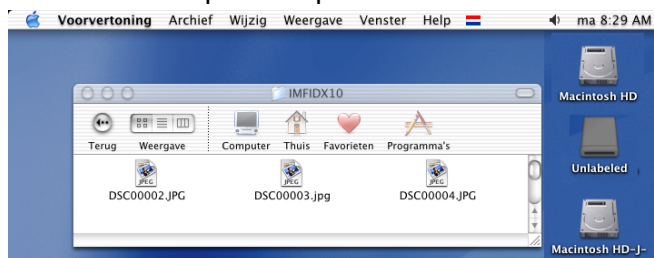 Voorvertoning Archief Wijzig Weergave Venster Help ma 8:29 AM
IMFIDX10
Macintosh HD
Terug Weergave Computer Thuis Favorieten Programma's
JPEG JPEG JPEG
DSC00002.JPG DSC00003.jpg DSC00004.JPG
Unlabeled
Macintosh HD-J-